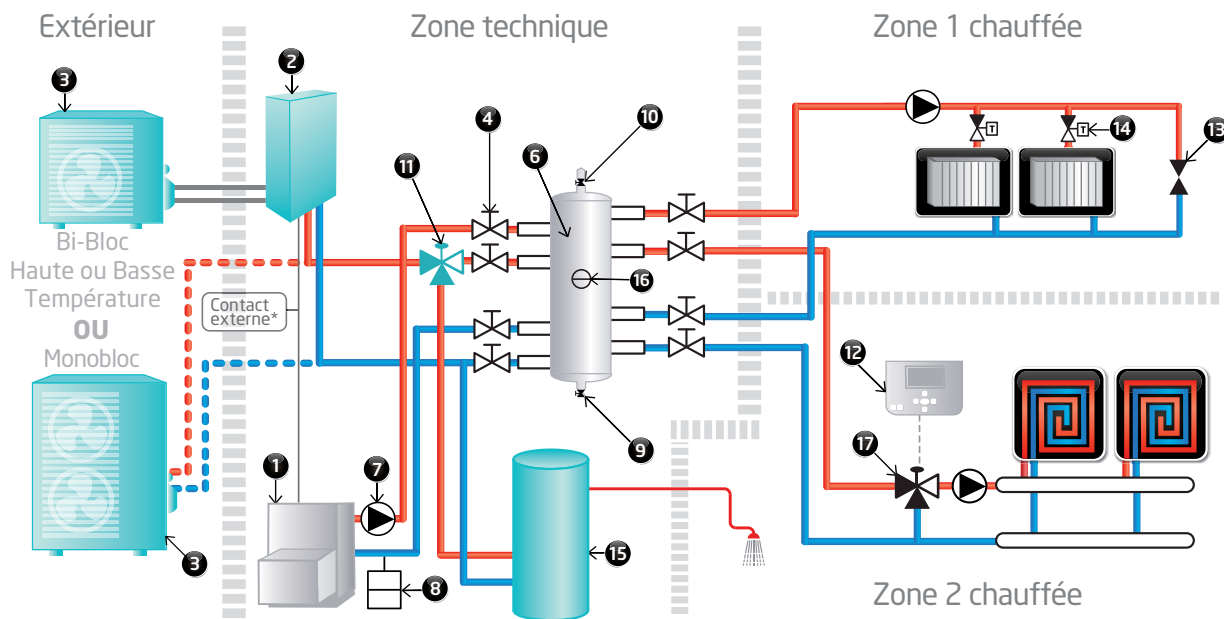 Extérieur
Zone technique
Zone 1 chauffée
3
2
4
10
6
11
14
13
T
T
Bi-Bloc
Haute ou Basse
Température
OU
Monobloc
Contact
externe*
16
12
9
17
1
7
15
8
3
Zone 2 chauffée